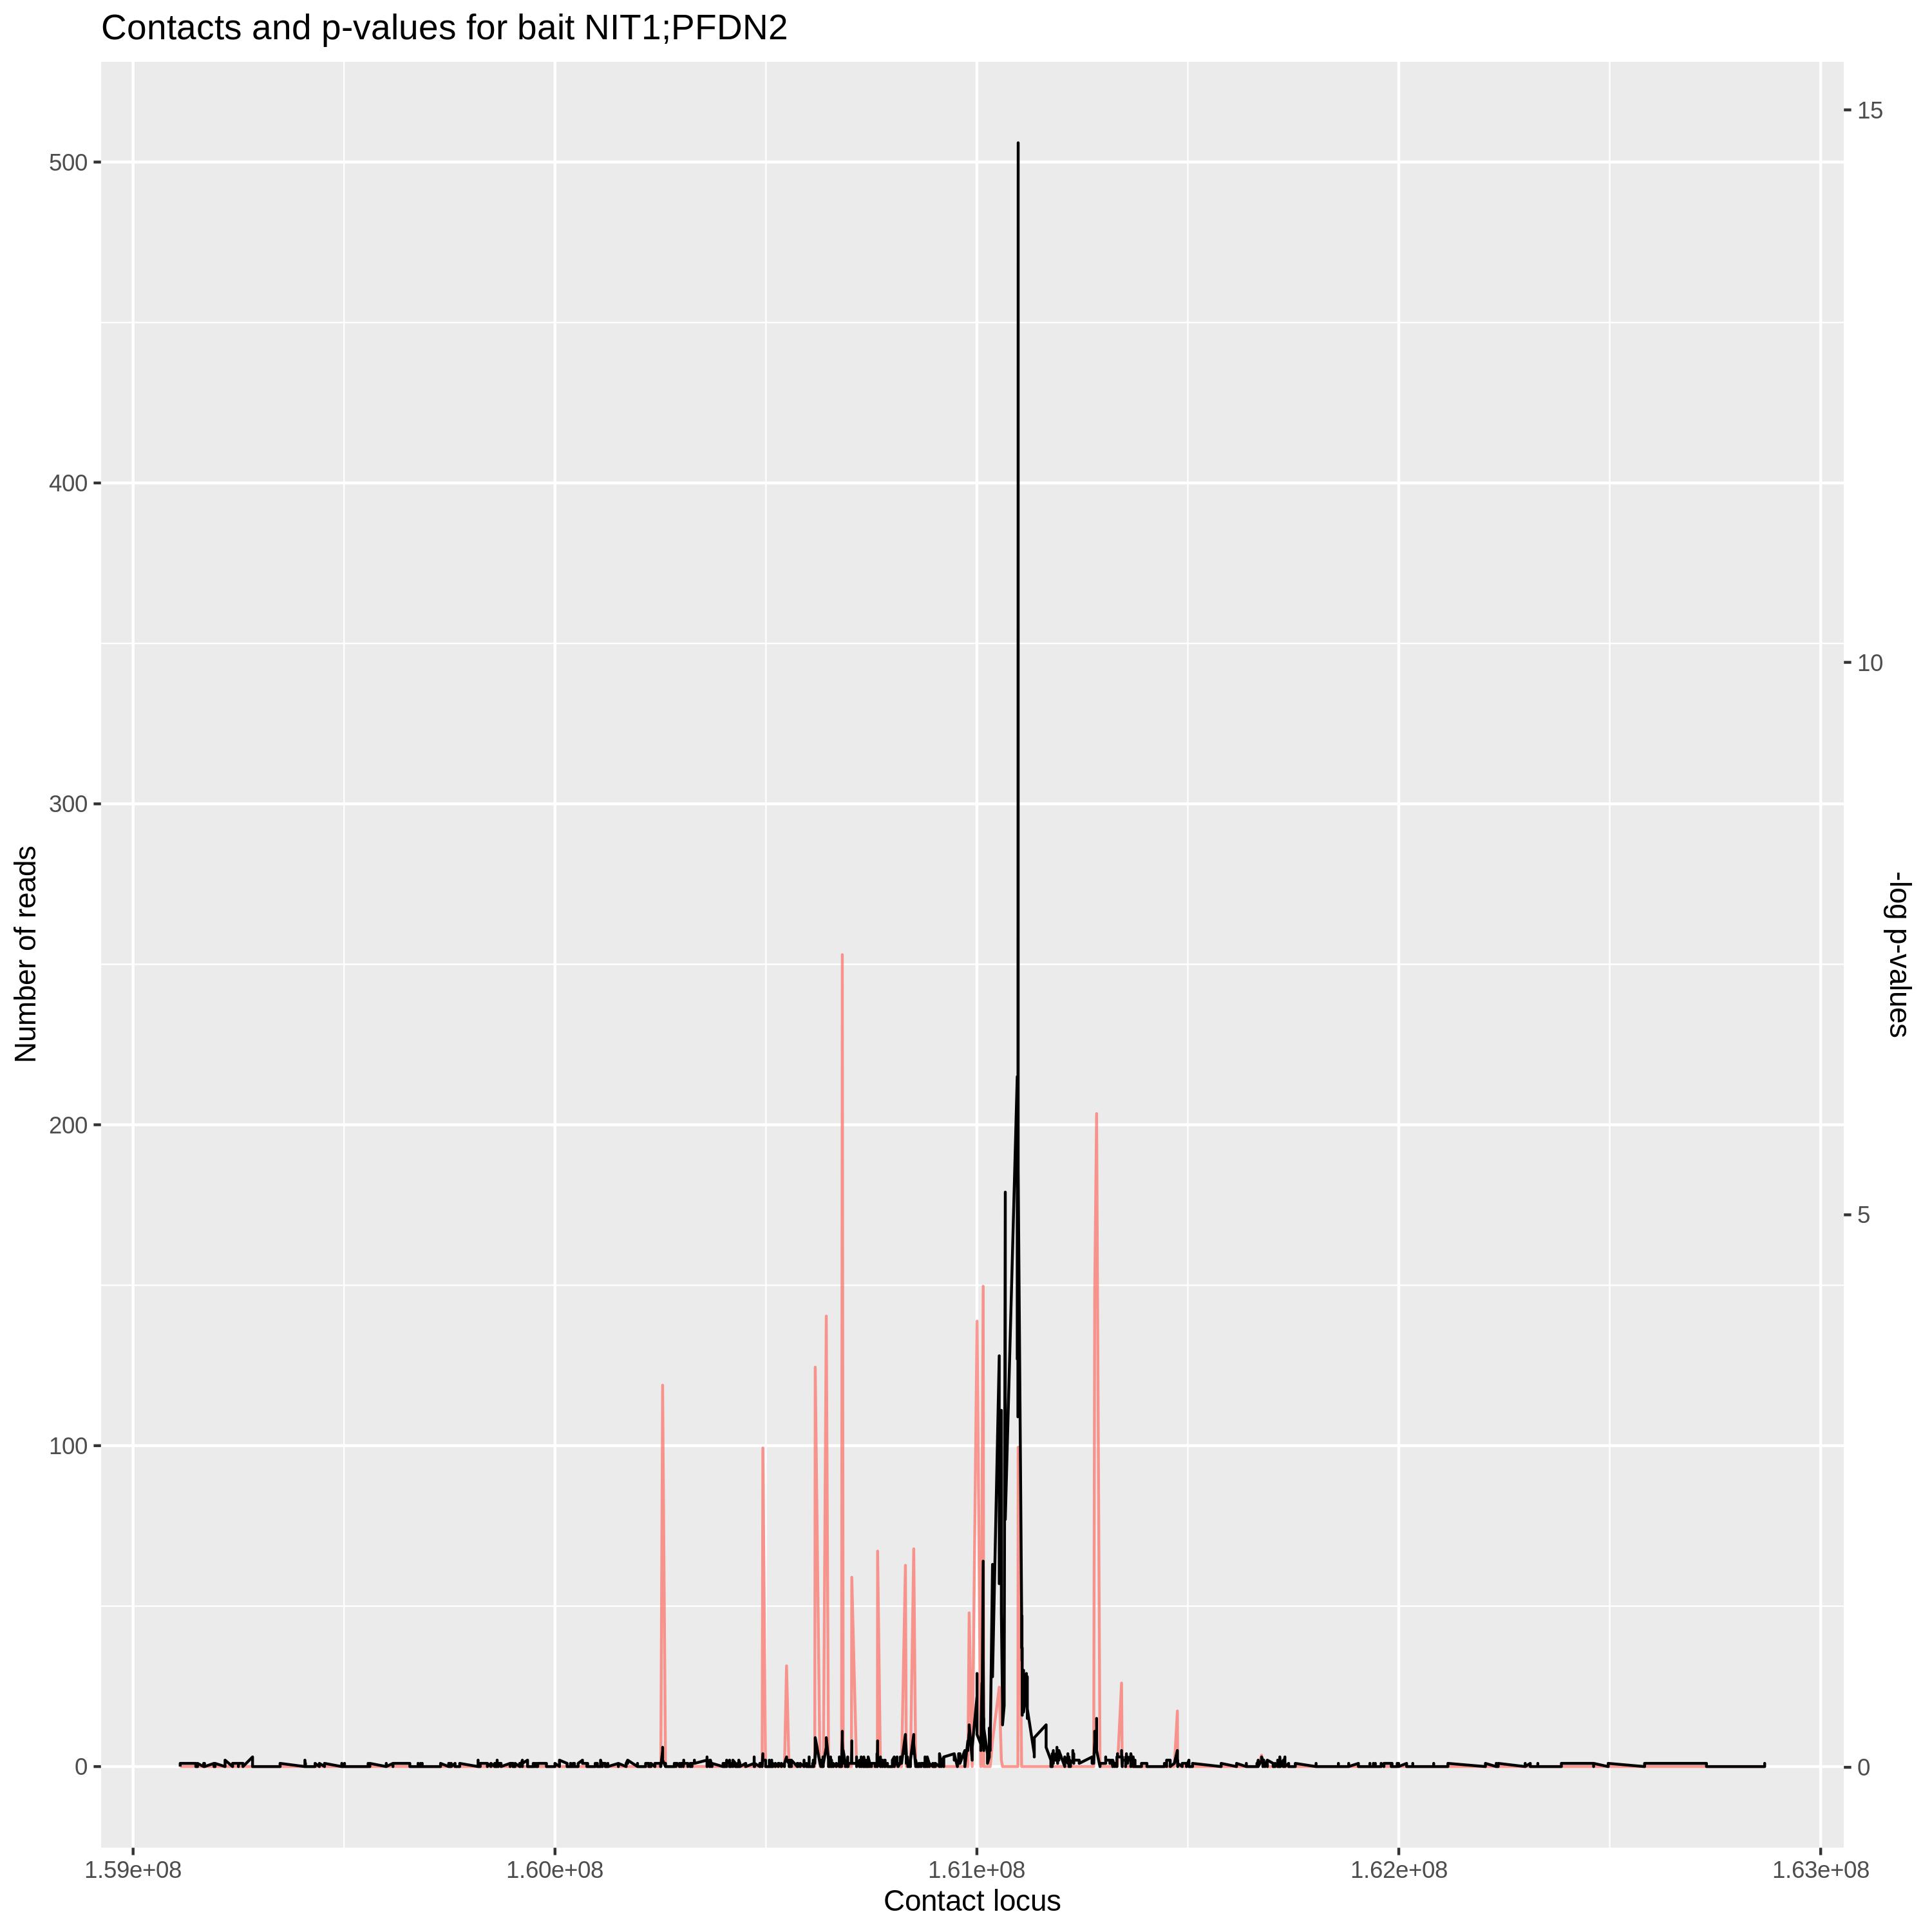 Contacts and p-values for bait NIT1;PFDN2
500
400
300
200
100
0
Number of reads
15
10
5
0
-log p-values
1.59e+08
1.60e+08
1.61e+08
1.62e+08
1.63e+08
Contact locus